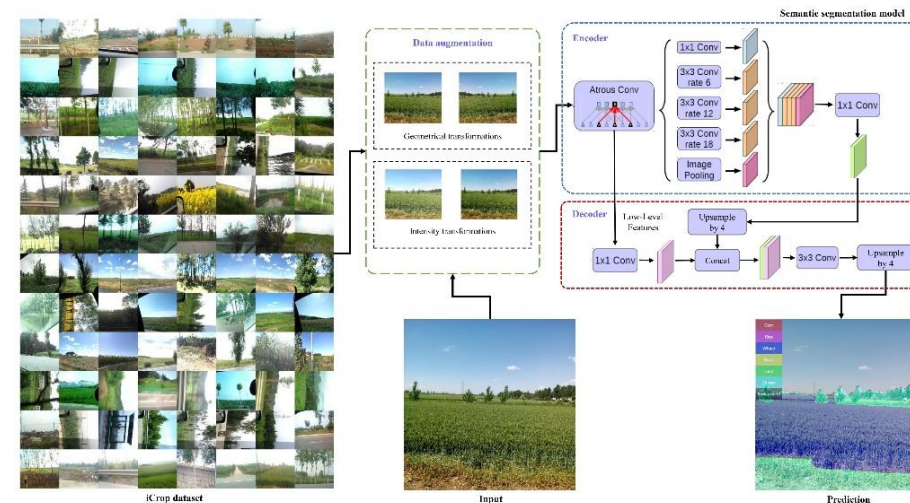 Semantic segmentation model
Data augmentation
Geometrical transformations
Intensity transformations
Encoder
Atrous Conv
1x1 Conv
3x3 Conv
rate 6
3x3 Conv
rate 12
3x3 Conv
rate 18
Image
Pooling
1x1 Conv
Decoder
Low-Level
Features
Upsample
by 4
1x1 Conv
Concat
3x3 Conv
Upsample
by 4
Wheat
iCrop dataset
Input
Prediction